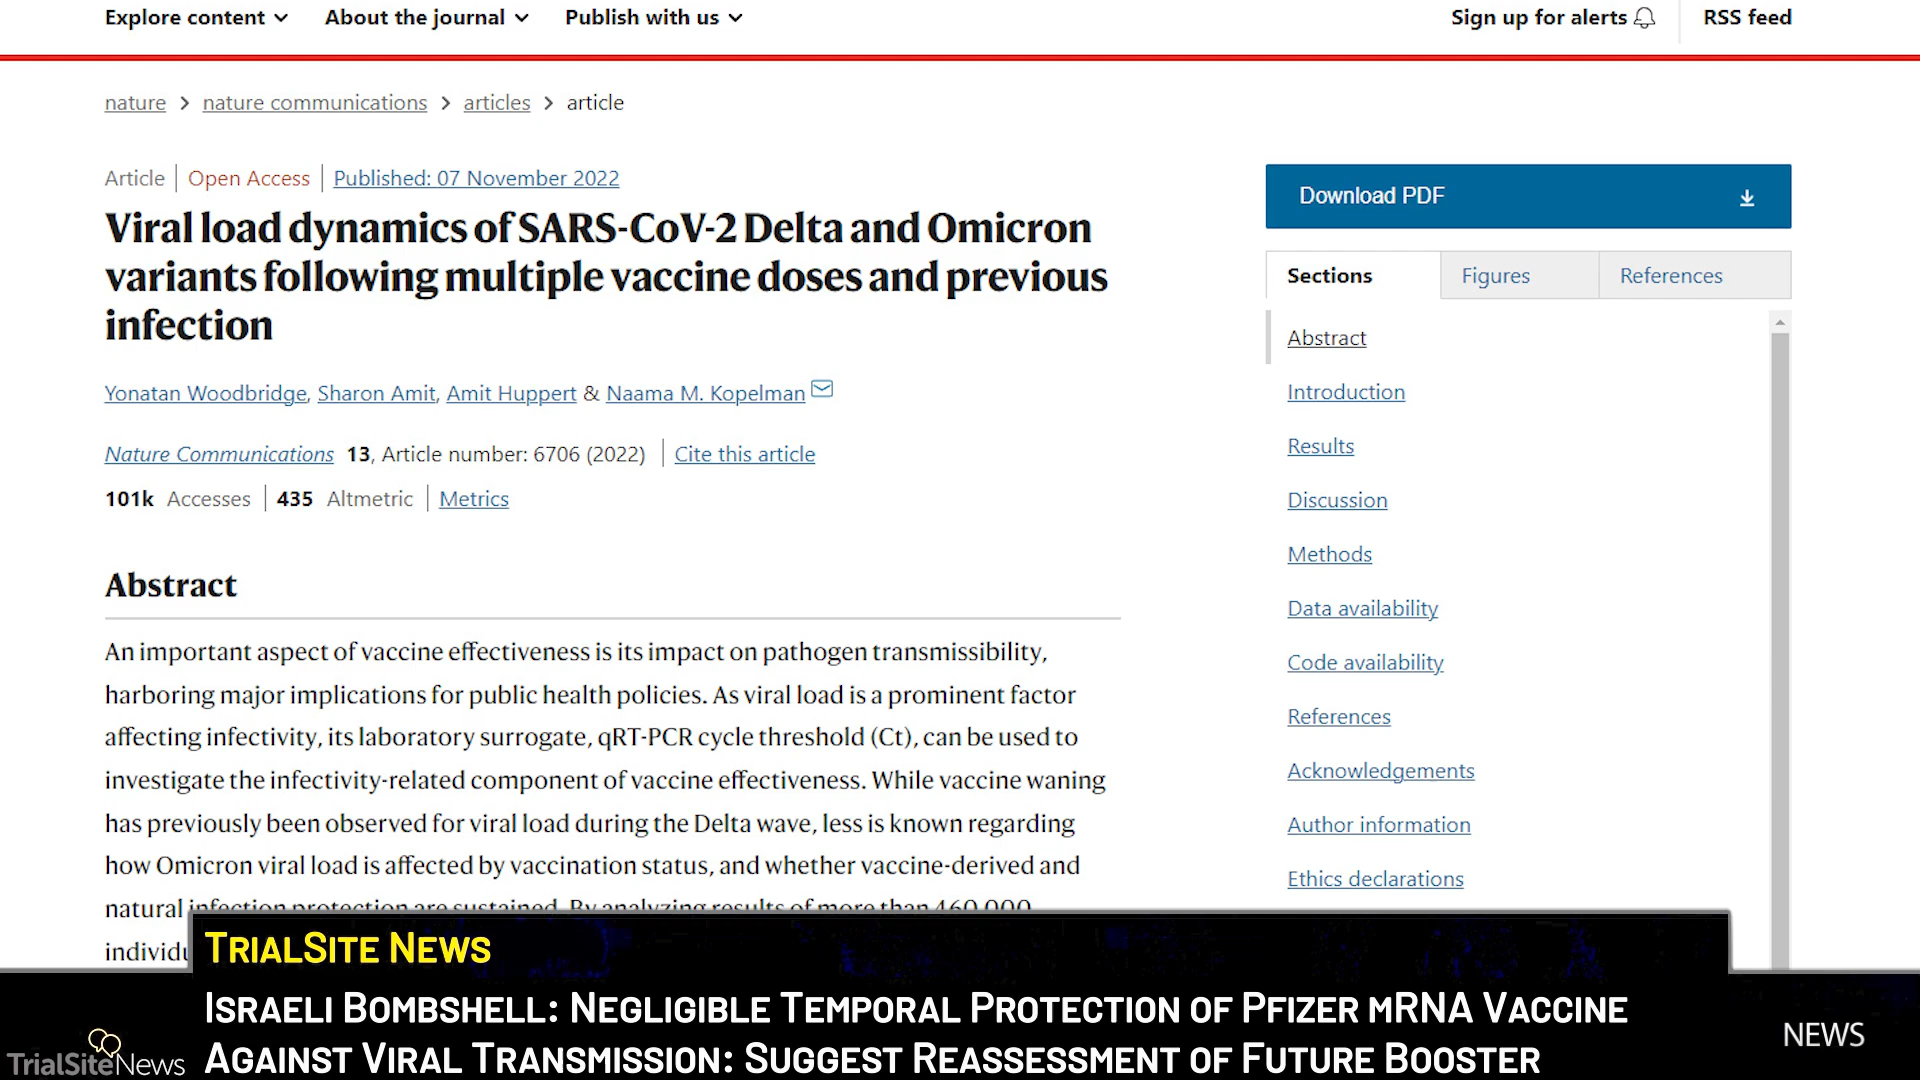 Explore content About the journal Publish with us Sign up for alerts RSS feed
nature > nature communications > articles > article
Article Open Access Published: 07 November 2022
Viral load dynamics of SARS-CoV-2 Delta and Omicron
variants following multiple vaccine doses and previous
infection
Yonatan Woodbridge, Sharon Amit, Amit Huppert & Naama M. Kopelman
Nature Communications 13, Article number: 6706 (2022) Cite this article
101k Accesses 435 Altmetric Metrics
Abstract
An important aspect of vaccine effectiveness is its impact on pathogen transmissibility,
harboring major implications for public health policies. As viral load is a prominent factor
affecting infectivity, its laboratory surrogate, qRT-PCR cycle threshold (Ct), can be used to
investigate the infectivity-related component of vaccine effectiveness. While vaccine waning
has previously been observed for viral load during the Delta wave, less is known regarding
how Omicron viral load is affected by vaccination status, and whether vaccine-derived and
natural infection protection are sustained. By analyzing results of more than 460,000
individu
Download PDF
Sections Figures References
Abstract
Introduction
Results
Discussion
Methods
Data availability
Code availability
References
Acknowledgements
Author information
Ethics declarations
TrialSite News
Israeli Bombshell: Negligible Temporal Protection of Pfizer mRNA Vaccine
Against Viral Transmission: Suggest Reassessment of Future Booster
TrialSiteNews
NEWS